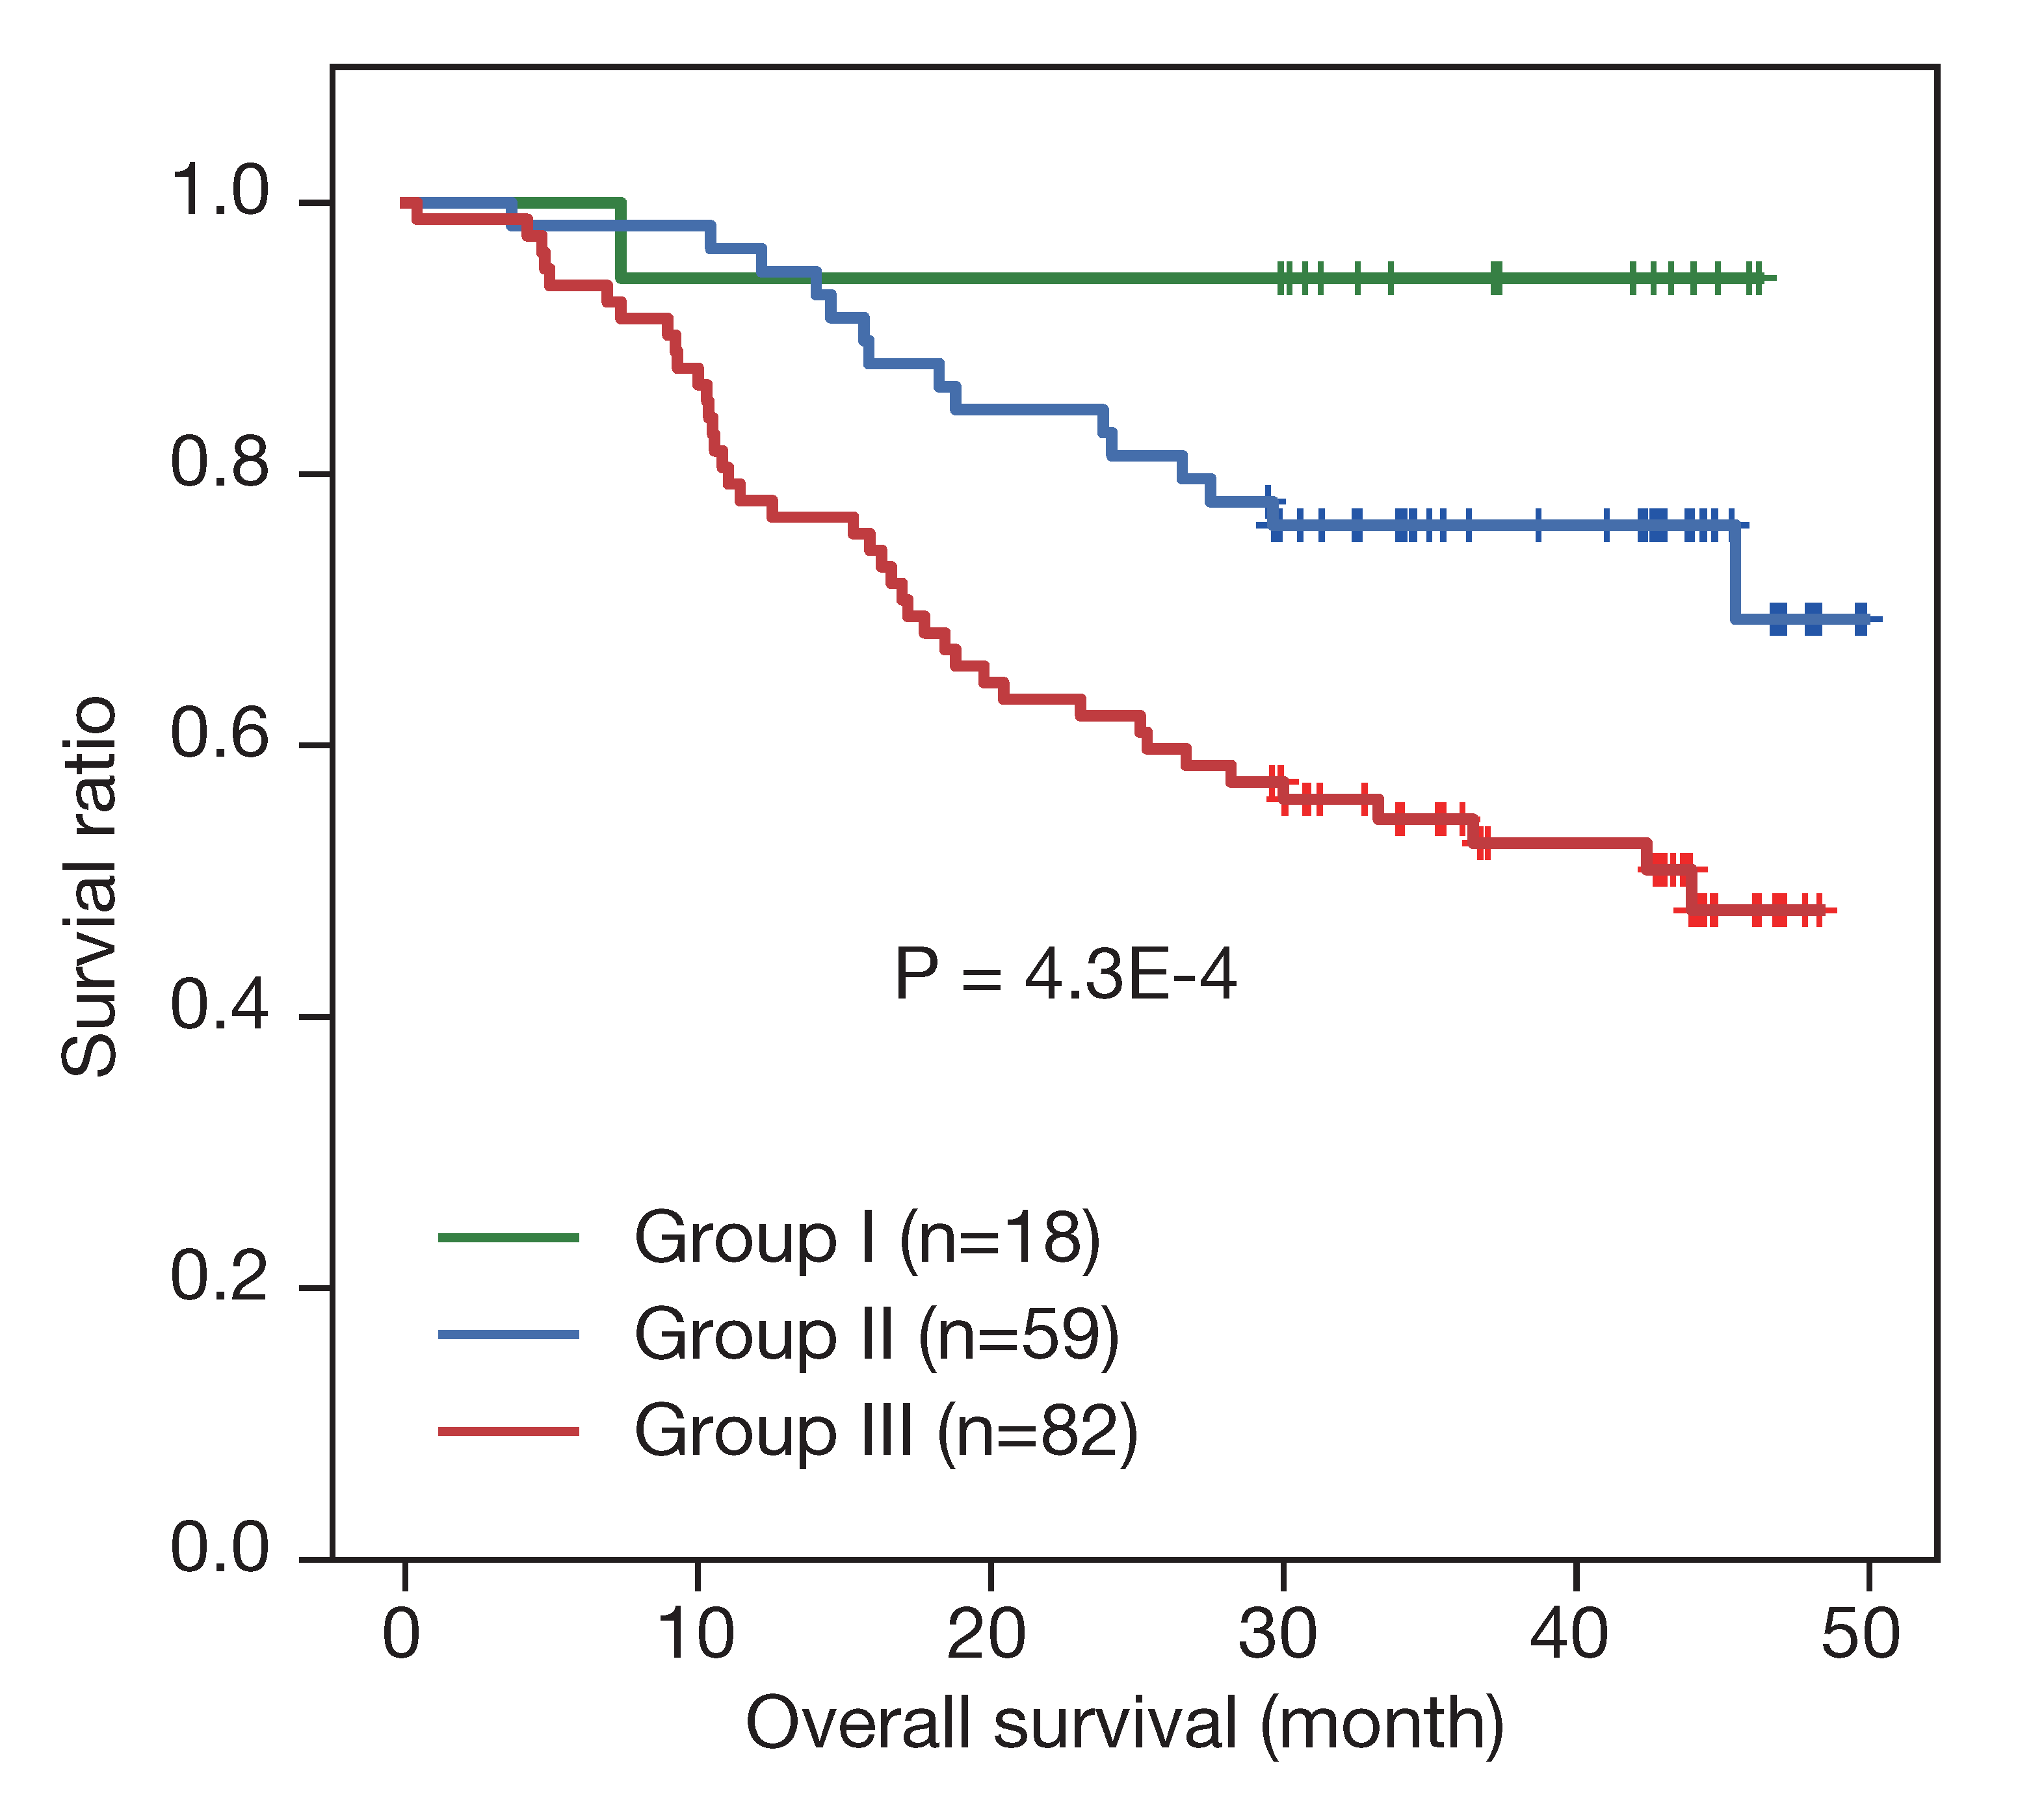 1.0
0.8
0.6
0.4
0.2
0.0
Survial ratio
P = 4.3E-4
Group I (n=18)
Group II (n=59)
Group III (n=82)
0 10 20 30 40 50
Overall survival (month)